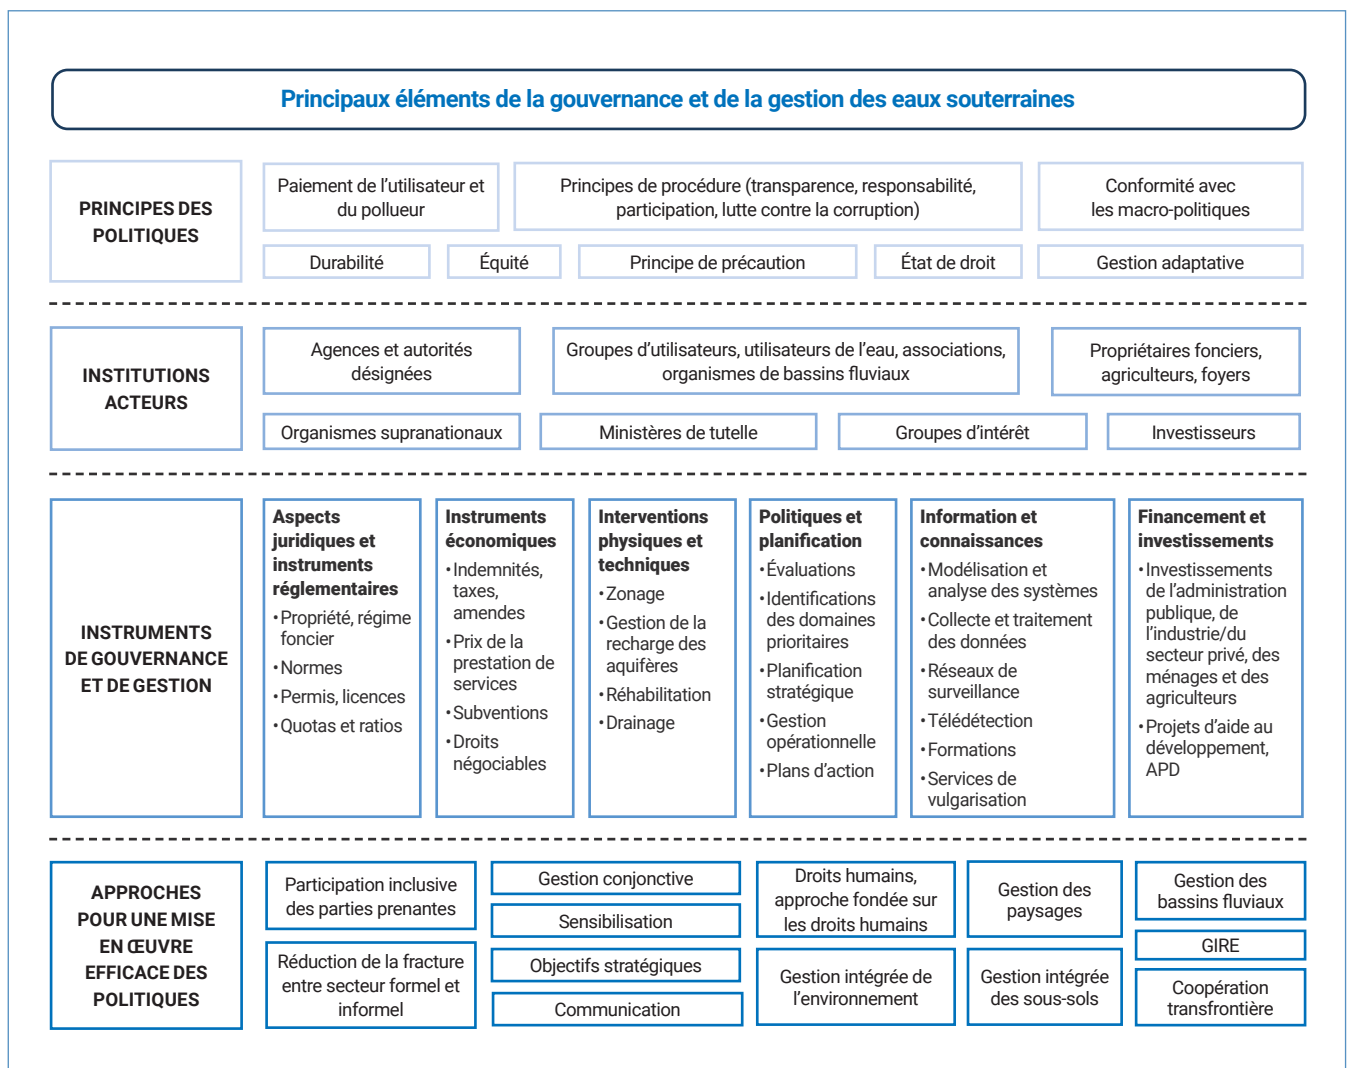 Principaux éléments de la gouvernance et de la gestion des eaux souterraines
PRINCIPES DES
POLITIQUES
Paiement de l’utilisateur et
du pollueur
Principes de procédure (transparence, responsabilité,
participation, lutte contre la corruption)
Conformité avec
les macro-politiques
Durabilité
Équité
Principe de précaution
État de droit
Gestion adaptative
INSTITUTIONS
ACTEURS
Agences et autorités
désignées
Groupes d’utilisateurs, utilisateurs de l’eau, associations,
organismes de bassins fluviaux
Propriétaires fonciers,
agriculteurs, foyers
Organismes supranationaux
Ministères de tutelle
Groupes d’intérêt
Investisseurs
INSTRUMENTS
DE GOUVERNANCE
ET DE GESTION
Aspects
juridiques et
instruments
réglementaires
• Propriété, régime
foncier
• Normes
• Permis, licences
• Quotas et ratios
Instruments
économiques
• Indemnités,
taxes,
amendes
• Prix de la
prestation de
services
• Subventions
• Droits
négociables
Interventions
physiques et
techniques
• Zonage
• Gestion de la
recharge des
aquifères
• Réhabilitation
• Drainage
Politiques et
planification
• Évaluations
• Identifications
des domaines
prioritaires
• Planification
stratégique
• Gestion
opérationnelle
• Plans d’action
Information et
connaissances
• Modélisation et
analyse des systèmes
• Collecte et traitement
des données
• Réseaux de
surveillance
• Télédétection
• Formations
• Services de
vulgarisation
Financement et
investissements
• Investissements
de l’administration
publique, de
l’industrie/du
secteur privé, des
ménages et des
agriculteurs
• Projets d’aide au
développement,
APD
APPROCHES
POUR UNE MISE
EN ŒUVRE
EFFICACE DES
POLITIQUES
Participation inclusive
des parties prenantes
Réduction de la fracture
entre secteur formel et
informel
Gestion conjonctive
Sensibilisation
Objectifs stratégiques
Communication
Droits humains,
approche fondée sur
les droits humains
Gestion intégrée de
l’environnement
Gestion des
paysages
Gestion intégrée
des sous-sols
Gestion des
bassins fluviaux
GIRE
Coopération
transfrontière